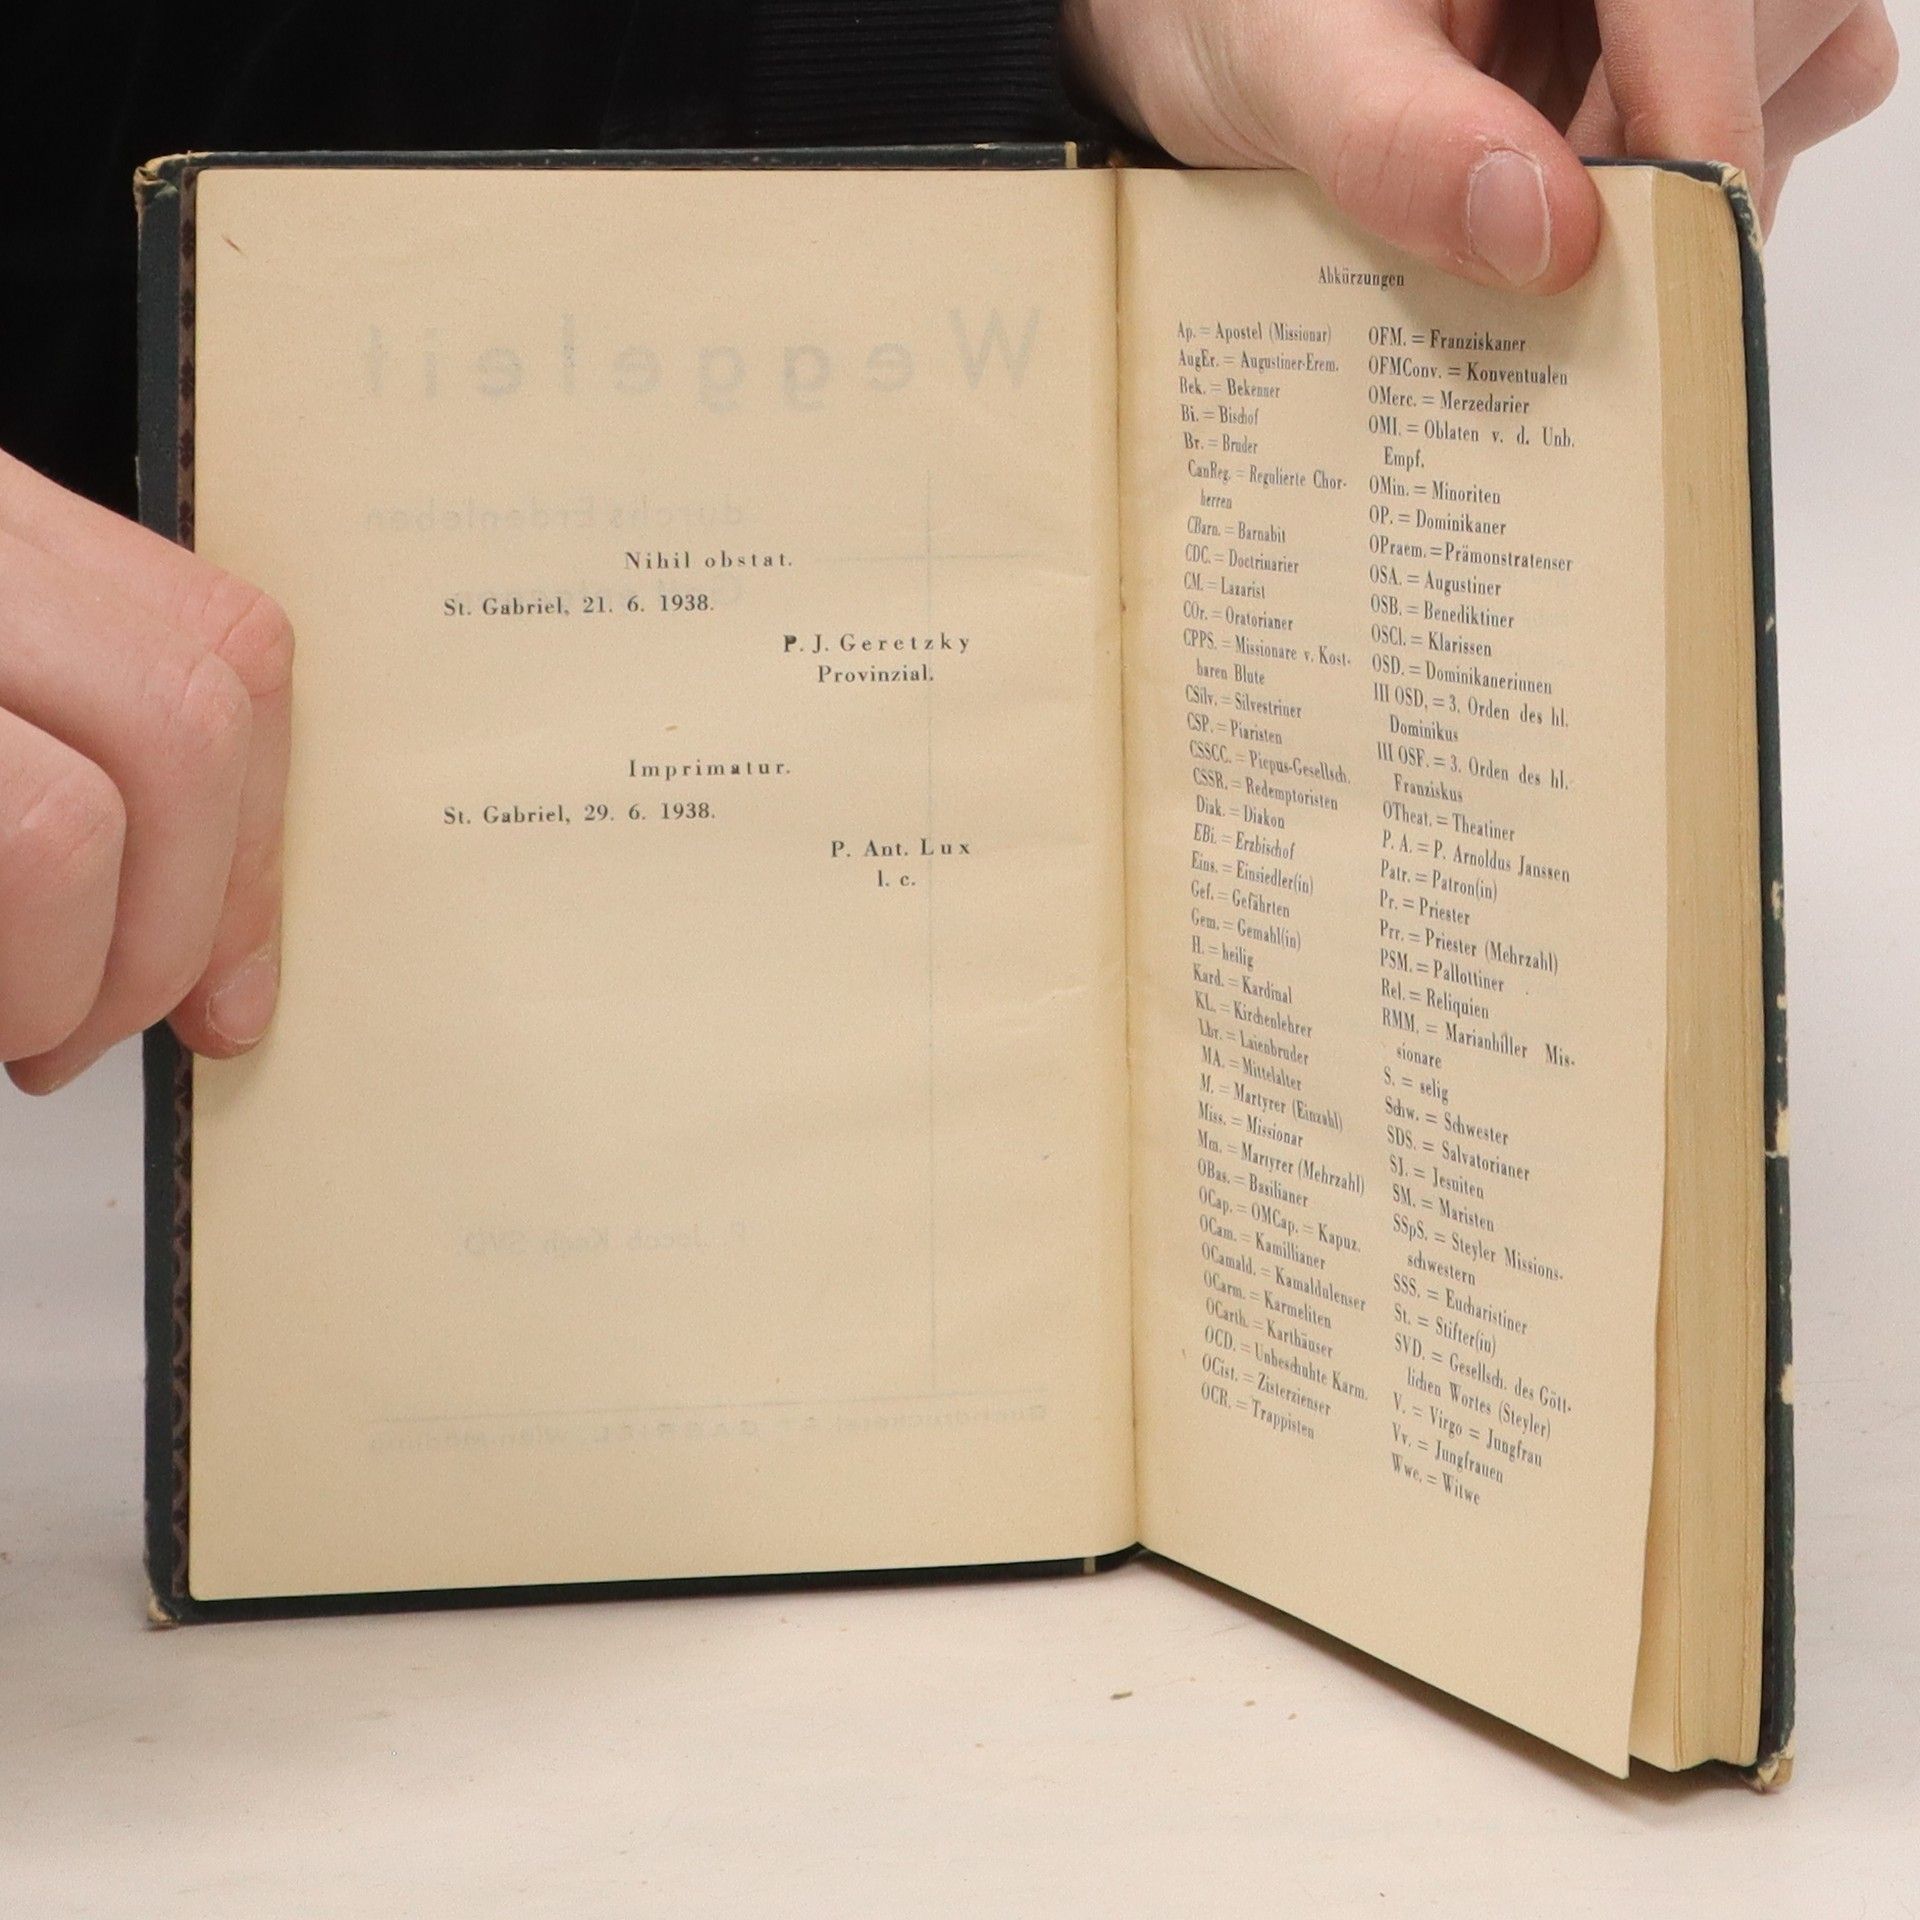 Weggeleit
durchs Erdenleben
Nihil obstat.
St. Gabriel, 21. 6. 1938.
P. J. Geretzky
Provinzial.
Imprimatur.
St. Gabriel, 29. 6. 1938.
P. Ant. Lux
l. c.
P. Jacob Koch SVD.
Abkürzungen
Ap. = Apostel (Missionar)
AugEr. = Augustiner-Erem.
Bek. = Bekenner
Bi. = Bischof
Br. = Bruder
CanReg. = Regulierte Chor-
herren
CBarn. = Barnabit
CDC. = Doctrinarier
CM. = Lazarist
COr. = Oratorianer
CPPS. = Missionare v. Kost-
baren Blute
CSilv. = Silvestriner
CSP. = Piaristen
CSSCC. = Picpus-Gesellsch.
CSSR. = Redemptoristen
Diak. = Diakon
EBi. = Erzbischof
Eins. = Einsiedler(in)
Gef. = Gefährten
Gem. = Gemahl(in)
H. = heilig
Kard. = Kardinal
KL. = Kirchenlehrer
Lbr. = Laienbruder
MA. = Mittelalter
M. = Martyrer (Einzahl)
Miss. = Missionar
Mm. = Martyrer (Mehrzahl)
OBas. = Basilianer
OCap. = OMCap. = Kapuz.
OCam. = Kamillianer
OCamald. = Kamaldulenser
OCarm. = Karmeliten
OCarth. = Karthäuser
OCD. = Unbeschuhte Karm.
OCist. = Zisterzienser
OCR. = Trappisten
OFM. = Franziskaner
OFMConv. = Konventualen
OMerc. = Merzedarier
OMI. = Oblaten v. d. Unb.
Empf.
OMin. = Minoriten
OP. = Dominikaner
OPraem. = Prämonstratenser
OSA. = Augustiner
OSB. = Benediktiner
OSCl. = Klarissen
OSD. = Dominikanerinnen
III OSD, = 3. Orden des hl.
Dominikus
III OSF. = 3. Orden des hl.
Franziskus
OTheat. = Theatiner
P. A. = P. Arnoldus Janssen
Patr. = Patron(in)
Pr. = Priester
Prr. = Priester (Mehrzahl)
PSM. = Pallottiner
Rel. = Reliquien
RMM. = Marianhiller Mis-
sionare
S. = selig
Schw. = Schwester
SDS. = Salvatorianer
SJ. = Jesuiten
SM. = Maristen
SSpS. = Steyler Missions-
schwestern
SSS. = Eucharistiner
St. = Stifter(in)
SVD. = Gesellsch. des Gött-
lichen Wortes (Steyler)
V. = Virgo = Jungfrau
Vv. = Jungfrauen
Wwe. = Witwe